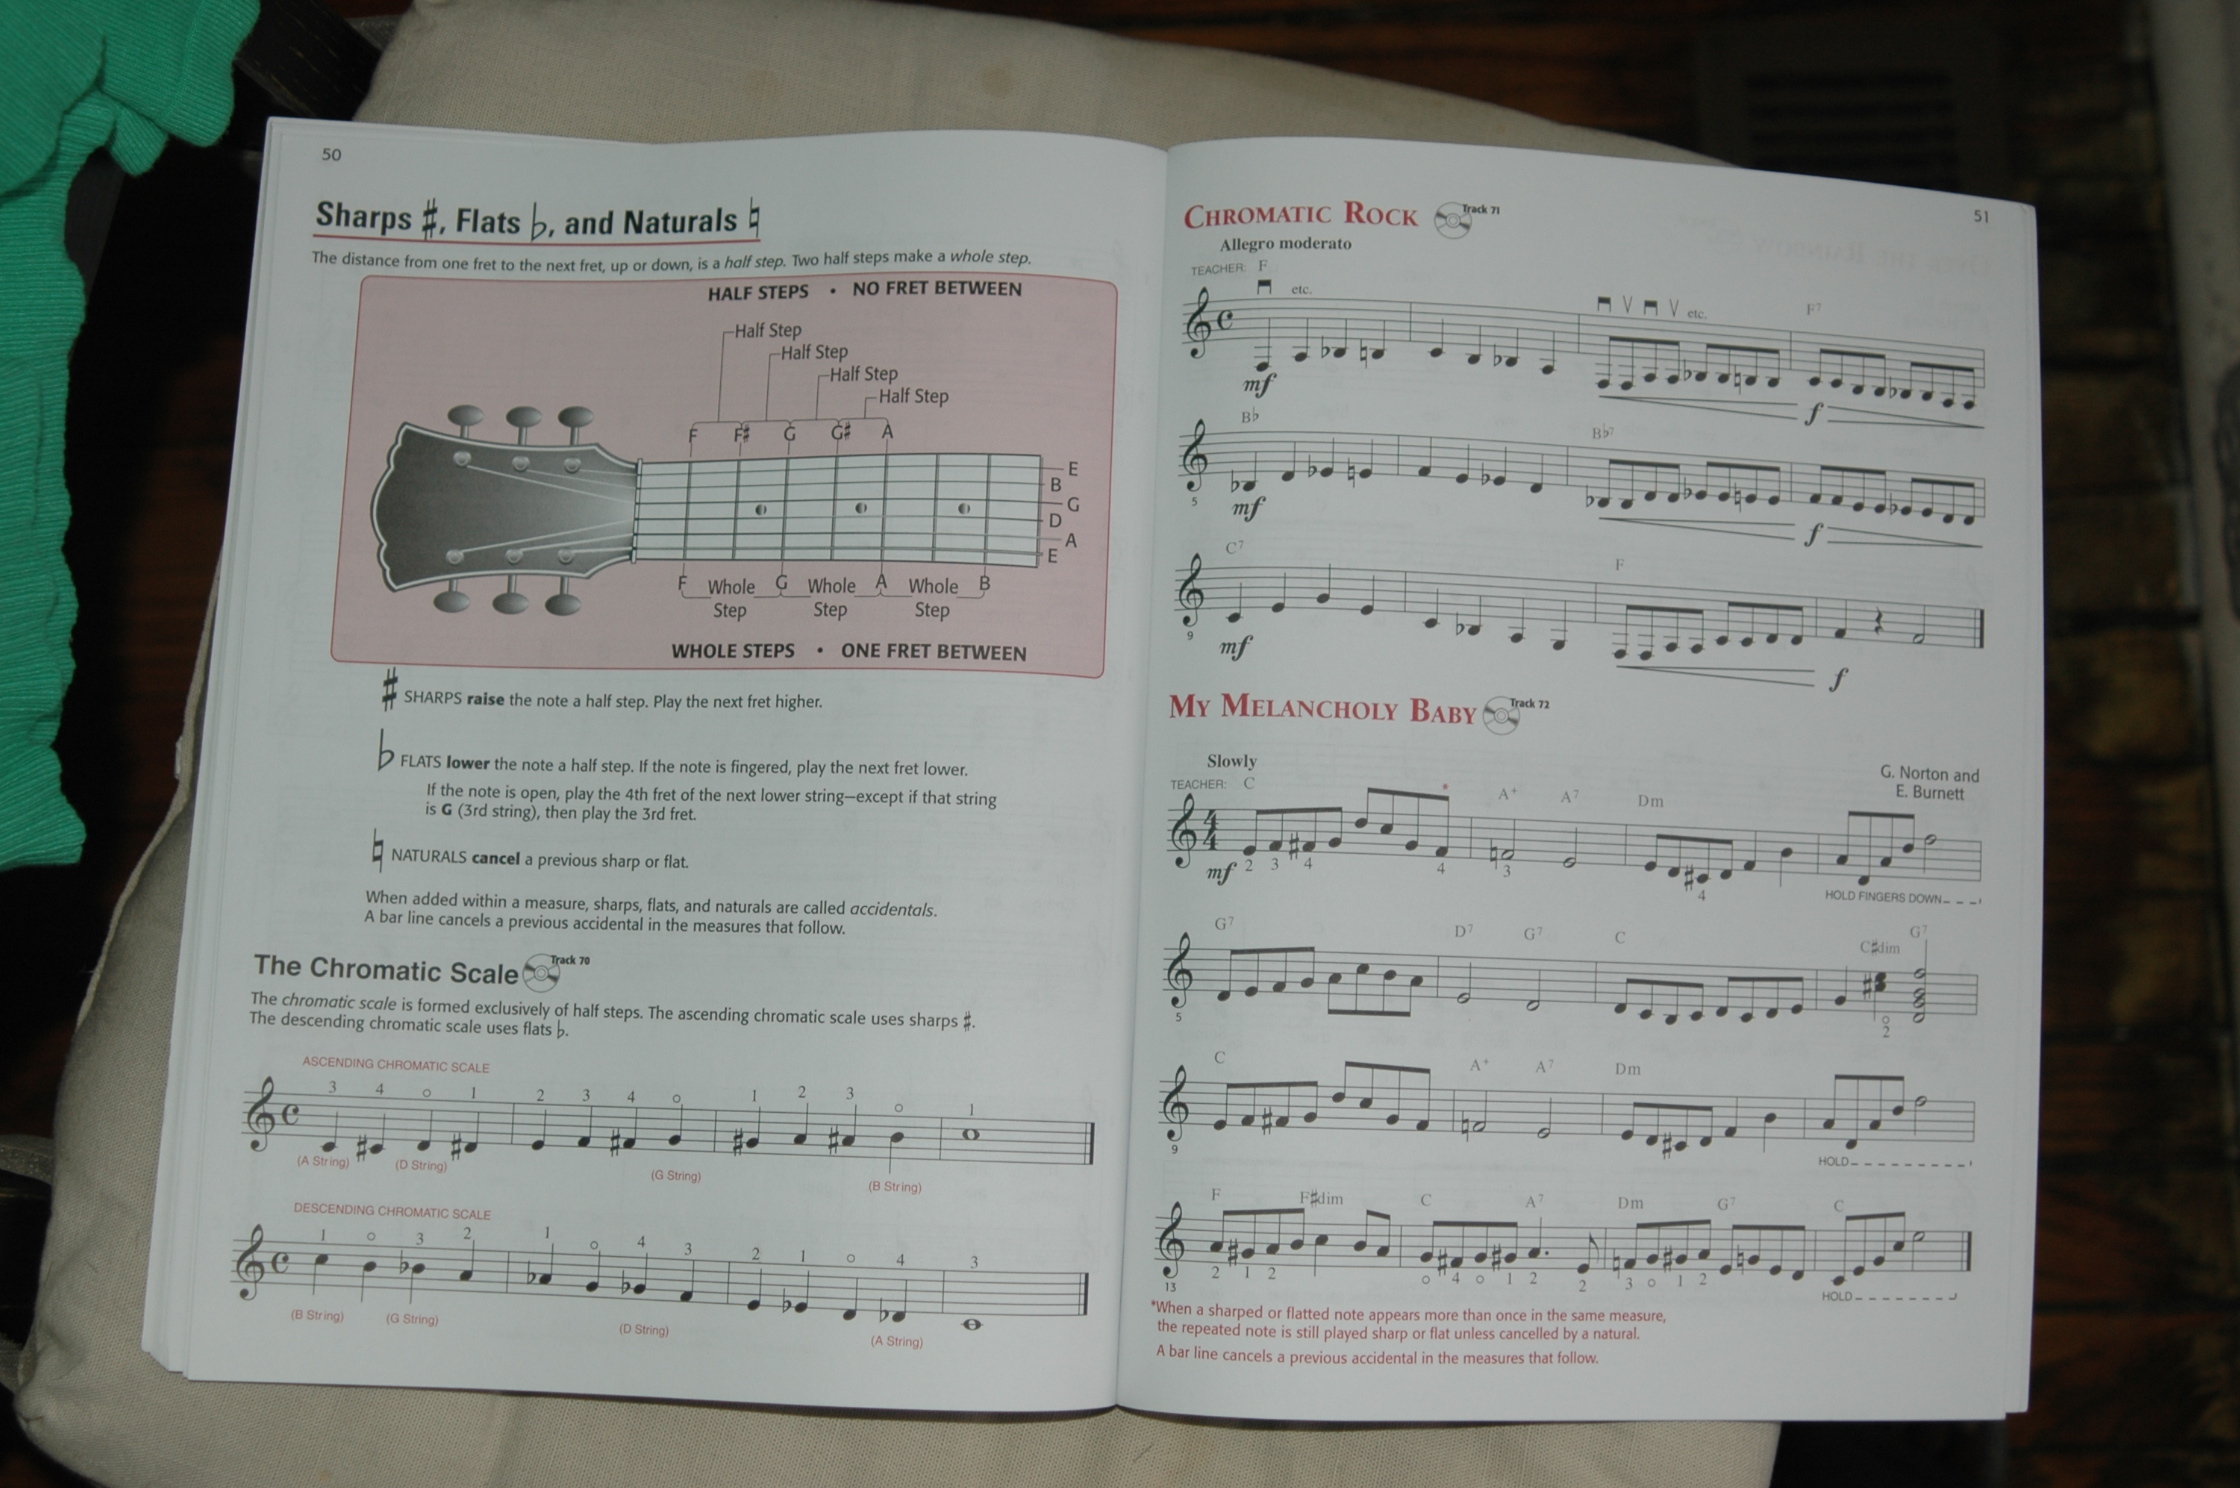 50
Sharps ♯, Flats ♭, and Naturals ♮
The distance from one fret to the next fret, up or down, is a half step. Two half steps make a whole step.
HALF STEPS • NO FRET BETWEEN
Half Step
Half Step
Half Step
Half Step
F F♯ G G♯ A
E
B
G
D
A
E
F Whole Step G Whole Step A Whole Step B
WHOLE STEPS • ONE FRET BETWEEN
♯ SHARPS raise the note a half step. Play the next fret higher.
♭ FLATS lower the note a half step. If the note is fingered, play the next fret lower.
If the note is open, play the 4th fret of the next lower string—except if that string
is G (3rd string), then play the 3rd fret.
♮ NATURALS cancel a previous sharp or flat.
When added within a measure, sharps, flats, and naturals are called accidentals.
A bar line cancels a previous accidental in the measures that follow.
The Chromatic Scale Track 70
The chromatic scale is formed exclusively of half steps. The ascending chromatic scale uses sharps ♯.
The descending chromatic scale uses flats ♭.
ASCENDING CHROMATIC SCALE
3 4 o 1 2 3 4 o 1 2 3 o 1
(A String) (D String) (G String) (B String)
DESCENDING CHROMATIC SCALE
1 o 3 2 1 o 4 3 2 1 o 4 3
(B String) (G String) (D String) (A String)
51
CHROMATIC ROCK Track 71
Allegro moderato
TEACHER: F
etc. etc. F7
mf f
B♭ B♭7
5
mf f
C7 F
9
mf f
MY MELANCHOLY BABY Track 72
Slowly
G. Norton and
E. Burnett
TEACHER: C * A+ A7 Dm
4
4
mf 2 3 4 4 3 4 HOLD FINGERS DOWN
G7 D7 G7 C C♯dim G7
5
o
2
C A+ A7 Dm
9
HOLD
F F♯dim C A7 Dm G7 C
13
2 1 2 o 4 o 1 2 2 3 o 1 2 HOLD
*When a sharped or flatted note appears more than once in the same measure,
the repeated note is still played sharp or flat unless cancelled by a natural.
A bar line cancels a previous accidental in the measures that follow.